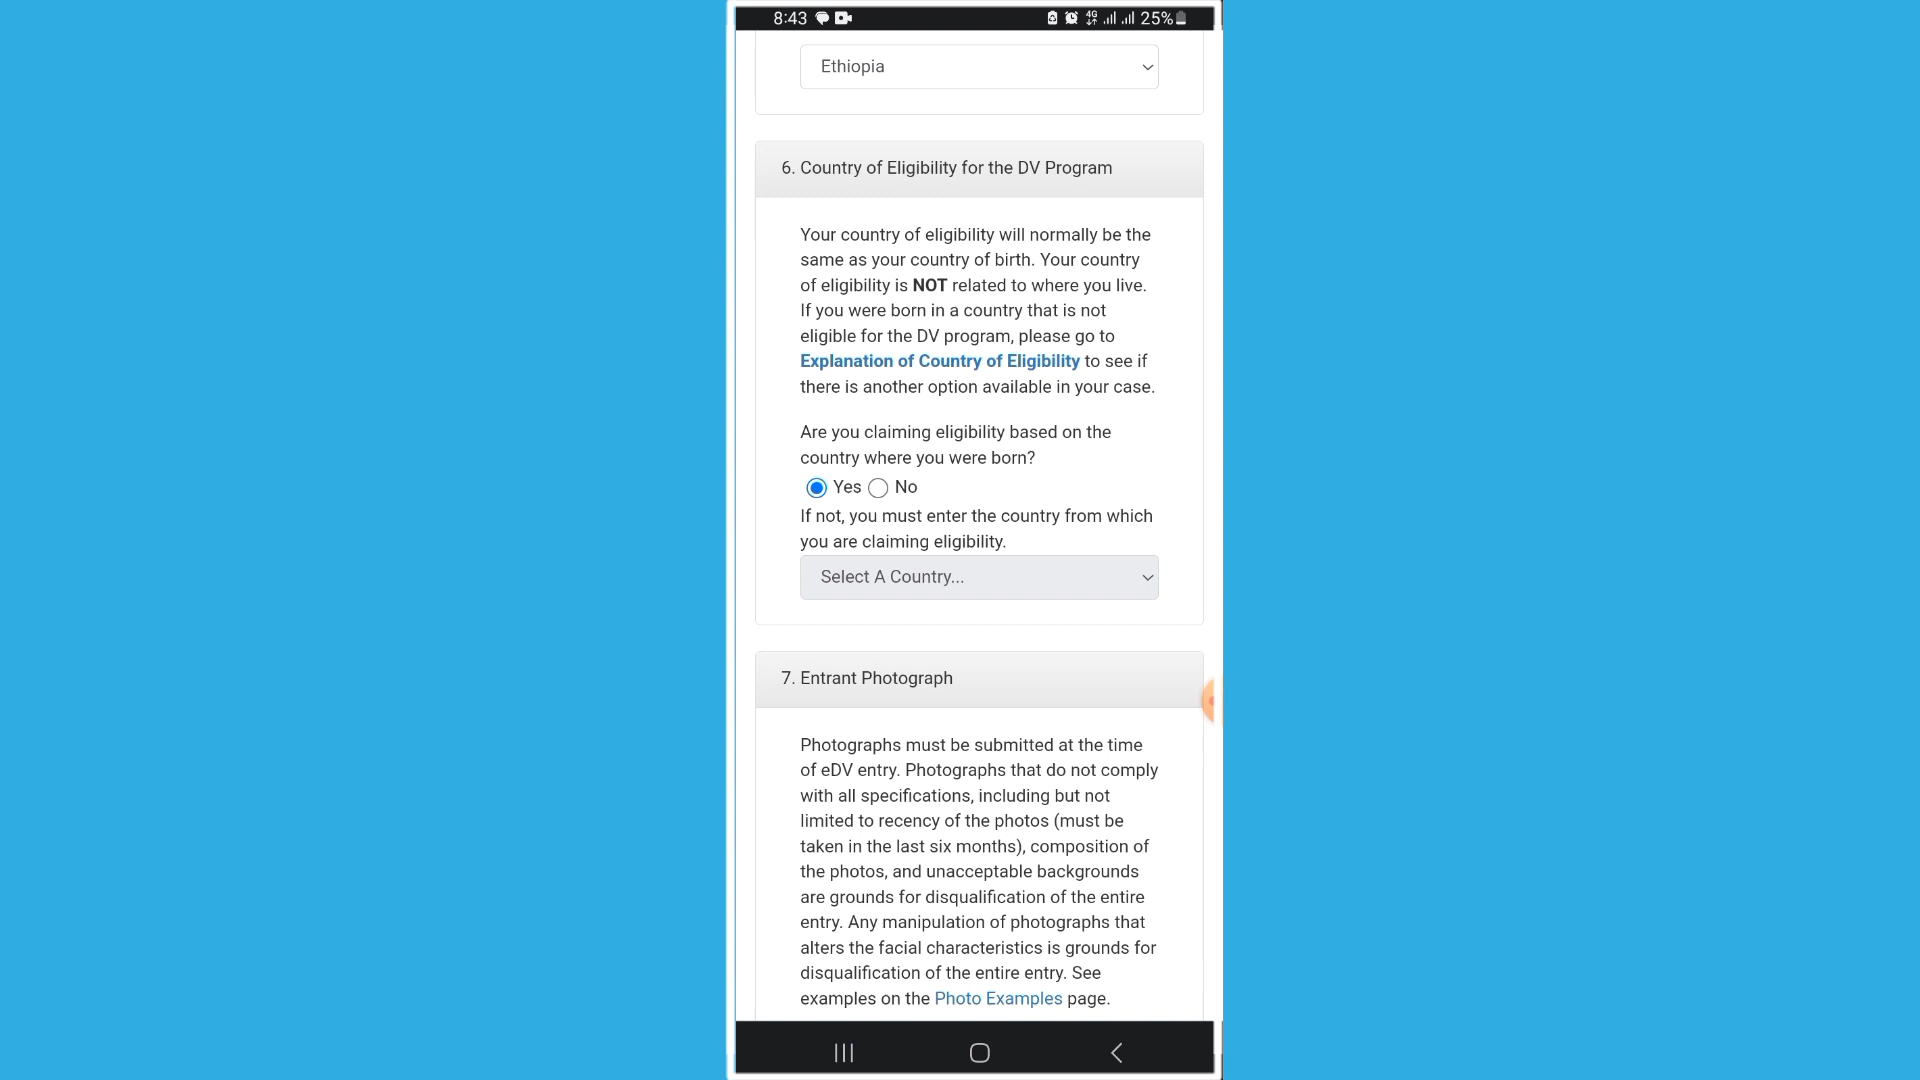 8:43
4G
25%
Ethiopia
6. Country of Eligibility for the DV Program
Your country of eligibility will normally be the
same as your country of birth. Your country
of eligibility is NOT related to where you live.
If you were born in a country that is not
eligible for the DV program, please go to
Explanation of Country of Eligibility to see if
there is another option available in your case.
Are you claiming eligibility based on the
country where you were born?
Yes No
If not, you must enter the country from which
you are claiming eligibility.
Select A Country...
7. Entrant Photograph
Photographs must be submitted at the time
of eDV entry. Photographs that do not comply
with all specifications, including but not
limited to recency of the photos (must be
taken in the last six months), composition of
the photos, and unacceptable backgrounds
are grounds for disqualification of the entire
entry. Any manipulation of photographs that
alters the facial characteristics is grounds for
disqualification of the entire entry. See
examples on the Photo Examples page.